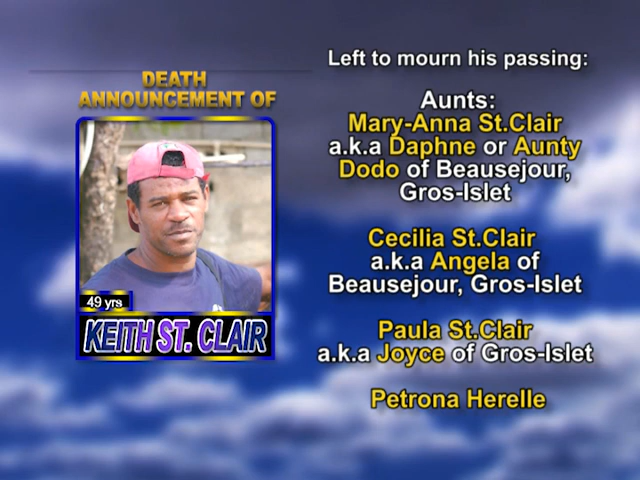 DEATH
ANNOUNCEMENT OF
49 yrs
KEITH ST. CLAIR
Left to mourn his passing:
Aunts:
Mary-Anna St.Clair
a.k.a Daphne or Aunty
Dodo of Beausejour,
Gros-Islet
Cecilia St.Clair
a.k.a Angela of
Beausejour, Gros-Islet
Paula St.Clair
a.k.a Joyce of Gros-Islet
Petrona Herelle